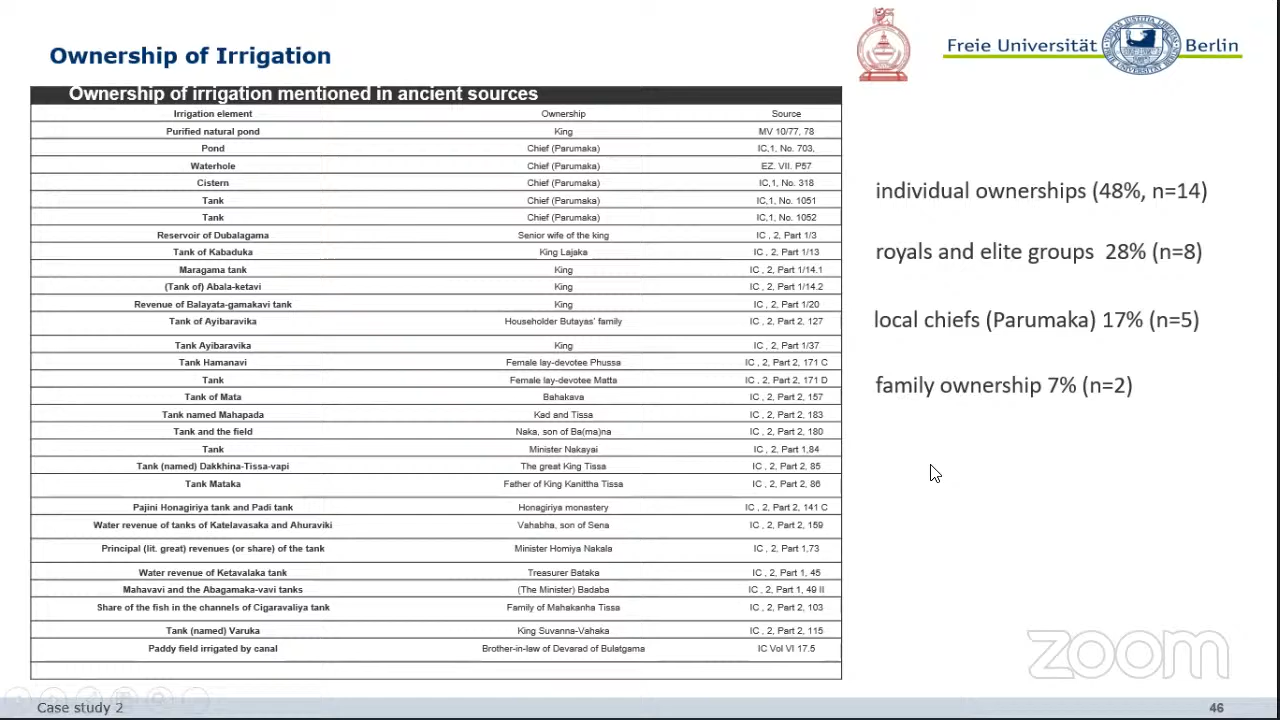 Ownership of Irrigation
Freie Universität Berlin
Ownership of irrigation mentioned in ancient sources
Irrigation element Ownership Source
Purified natural pond King MV 10/77, 78
Pond Chief (Parumaka) IC,1, No. 703,
Waterhole Chief (Parumaka) EZ. VII. P57
Cistern Chief (Parumaka) IC,1, No. 318
Tank Chief (Parumaka) IC,1, No. 1051
Tank Chief (Parumaka) IC,1, No. 1052
Reservoir of Dubalagama Senior wife of the king IC , 2, Part 1/3
Tank of Kabaduka King Lajaka IC , 2, Part 1/13
Maragama tank King IC , 2, Part 1/14.1
(Tank of) Abala-ketavi King IC , 2, Part 1/14.2
Revenue of Balayata-gamakavi tank King IC , 2, Part 1/20
Tank of Ayibaravika Householder Butayas' family IC , 2, Part 2, 127
Tank Ayibaravika King IC , 2, Part 1/37
Tank Hamanavi Female lay-devotee Phussa IC , 2, Part 2, 171 C
Tank Female lay-devotee Matta IC , 2, Part 2, 171 D
Tank of Mata Bahakava IC , 2, Part 2, 157
Tank named Mahapada Kad and Tissa IC , 2, Part 2, 183
Tank and the field Naka, son of Ba(ma)na IC , 2, Part 2, 180
Tank Minister Nakayai IC , 2, Part 1,84
Tank (named) Dakkhina-Tissa-vapi The great King Tissa IC , 2, Part 2, 85
Tank Mataka Father of King Kanittha Tissa IC , 2, Part 2, 86
Pajini Honagiriya tank and Padi tank Honagiriya monastery IC , 2, Part 2, 141 C
Water revenue of tanks of Katelavasaka and Ahuraviki Vahabha, son of Sena IC , 2, Part 2, 159
Principal (lit. great) revenues (or share) of the tank Minister Homiya Nakala IC , 2, Part 1,73
Water revenue of Ketavalaka tank Treasurer Bataka IC , 2, Part 1, 45
Mahavavi and the Abagamaka-vavi tanks (The Minister) Badaba IC , 2, Part 1, 49 II
Share of the fish in the channels of Cigaravaliya tank Family of Mahakanha Tissa IC , 2, Part 2, 103
Tank (named) Varuka King Suvanna-Vahaka IC , 2, Part 2, 115
Paddy field irrigated by canal Brother-in-law of Devarad of Bulatgama IC Vol VI 17.5
individual ownerships (48%, n=14)
royals and elite groups 28% (n=8)
local chiefs (Parumaka) 17% (n=5)
family ownership 7% (n=2)
zoom
Case study 2
46